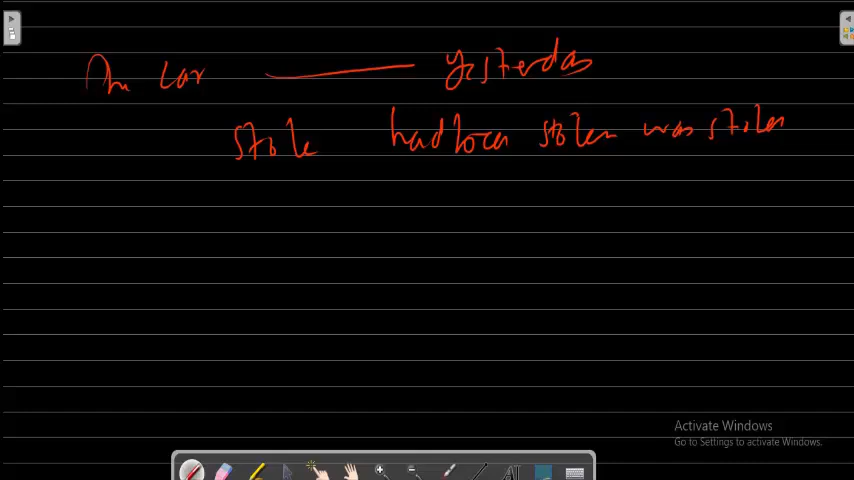 The car ______ yesterday
stole had been stolen was stolen
Activate Windows
Go to Settings to activate Windows.